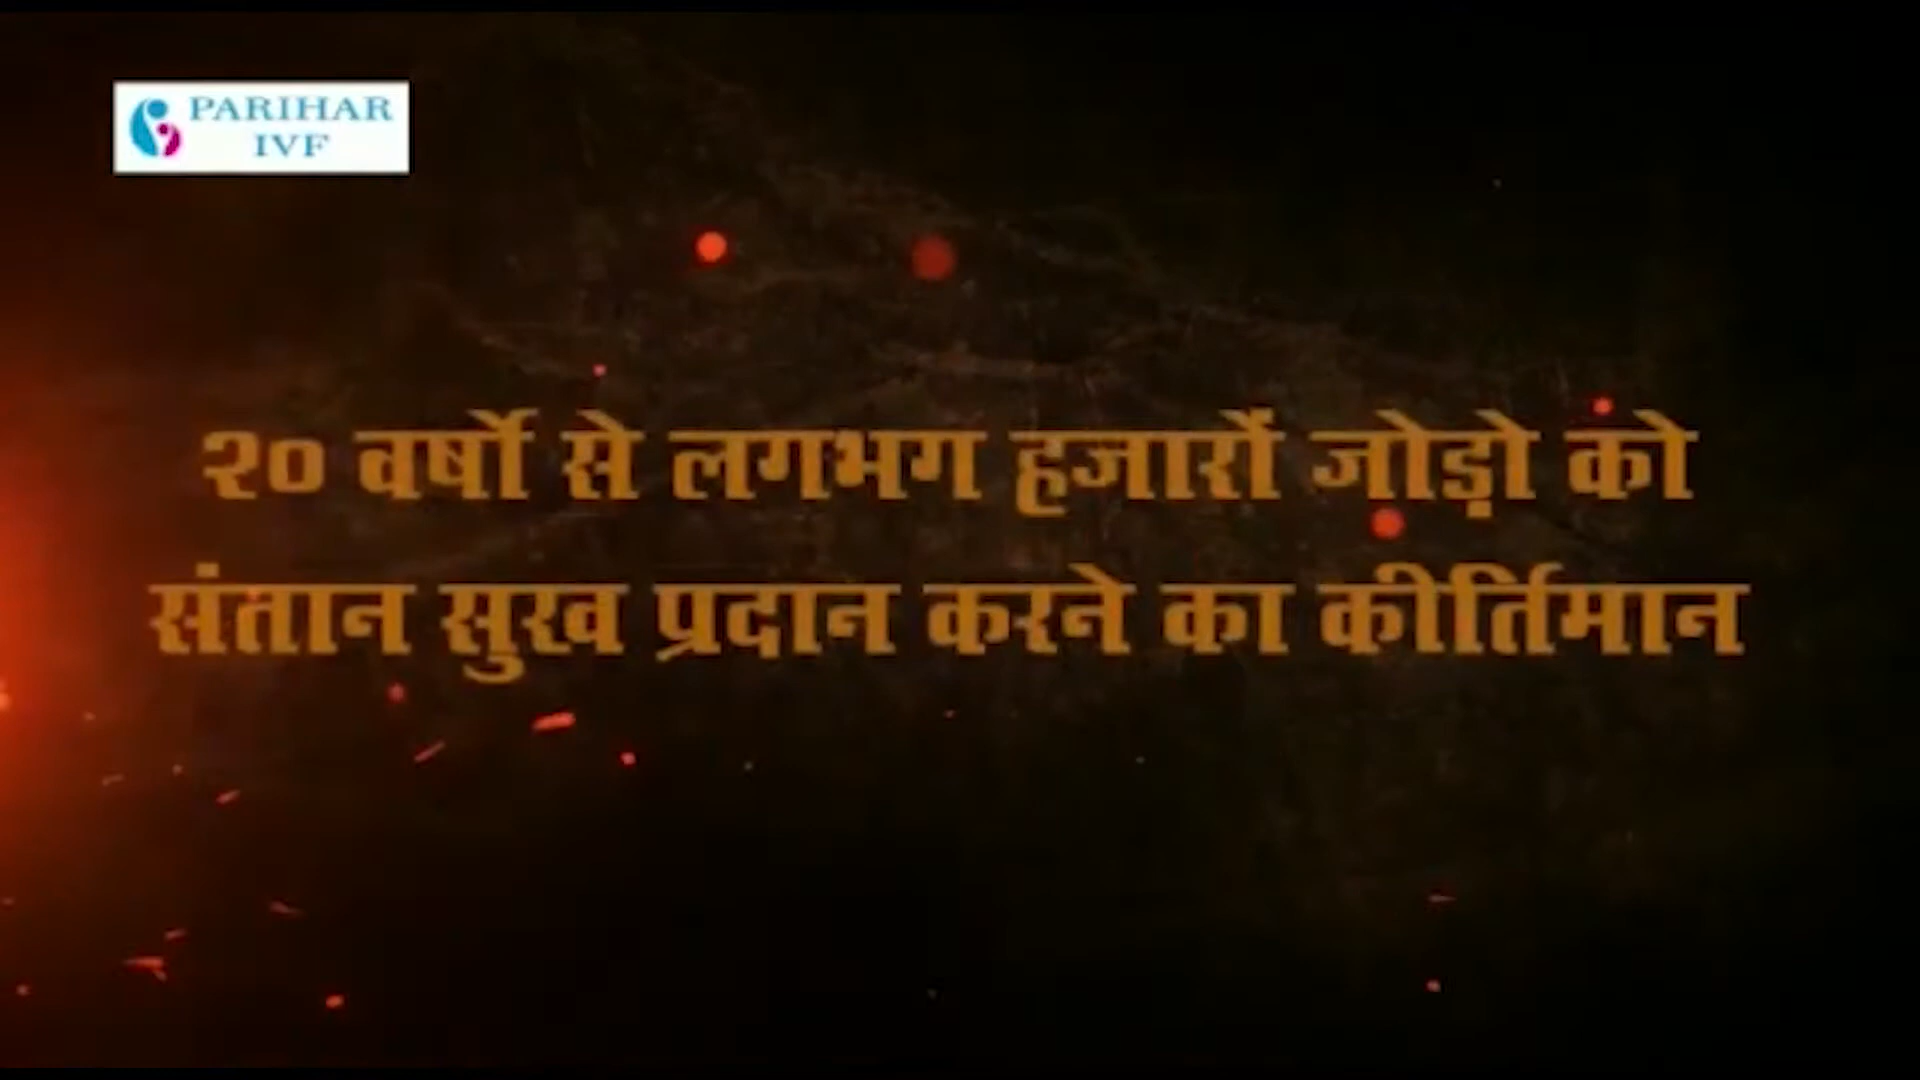 PARIHAR
IVF
२० वर्षो से लगभग हजारों जोड़ो को
संतान सुख प्रदान करने का कीर्तिमान